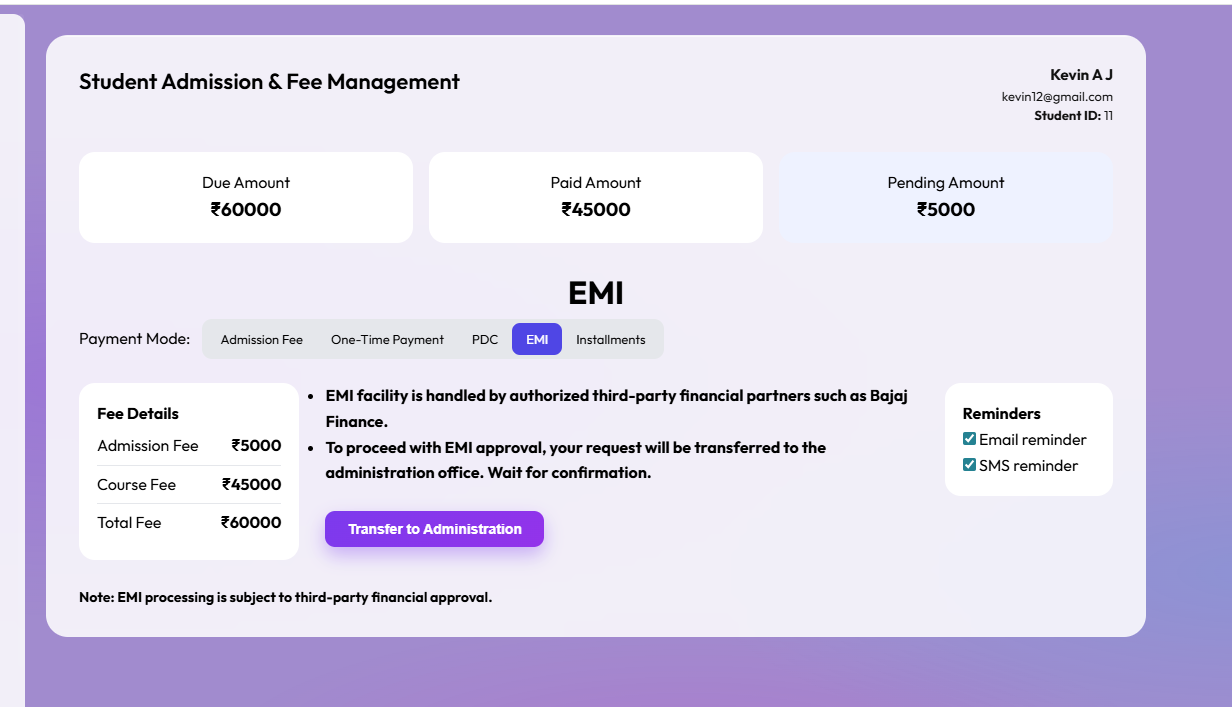 Student Admission & Fee Management
Kevin A J
kevin12@gmail.com
Student ID: 11
Due Amount
₹60000
Paid Amount
₹45000
Pending Amount
₹5000
EMI
Payment Mode:
Admission Fee
One-Time Payment
PDC
EMI
Installments
Fee Details
Admission Fee ₹5000
Course Fee ₹45000
Total Fee ₹60000
EMI facility is handled by authorized third-party financial partners such as Bajaj
Finance.
To proceed with EMI approval, your request will be transferred to the
administration office. Wait for confirmation.
Transfer to Administration
Reminders
Email reminder
SMS reminder
Note: EMI processing is subject to third-party financial approval.